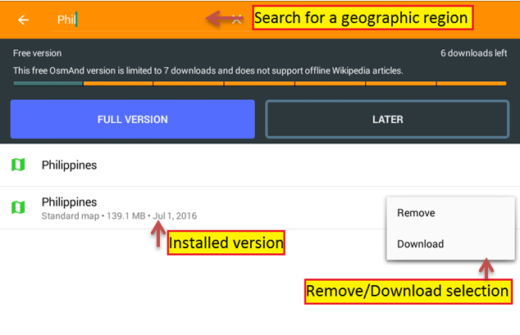 Phil
Search for a geographic region
Free version
6 downloads left
This free OsmAnd version is limited to 7 downloads and does not support offline Wikipedia articles.
FULL VERSION
LATER
Philippines
Philippines
Standard map • 139.1 MB • Jul 1, 2016
Remove
Download
Installed version
Remove/Download selection